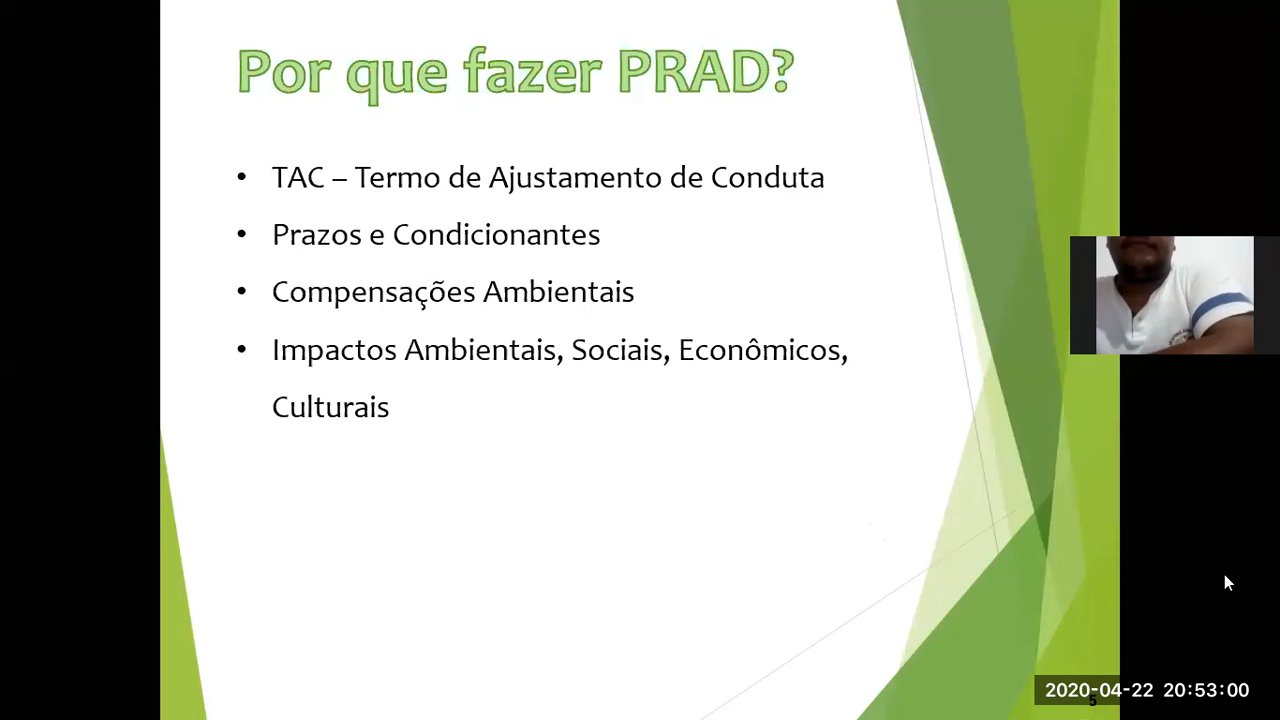 Por que fazer PRAD?
• TAC – Termo de Ajustamento de Conduta
• Prazos e Condicionantes
• Compensações Ambientais
• Impactos Ambientais, Sociais, Econômicos,
Culturais
2020-04-22 20:53:00
5